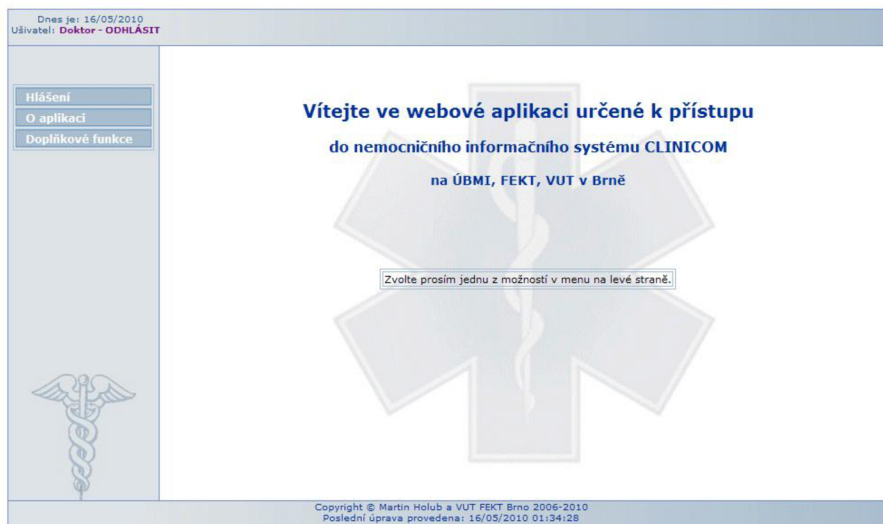 Dnes je: 16/05/2010
Uživatel: Doktor - ODHLÁSIT
Hlášení
O aplikaci
Doplňkové funkce
Vítejte ve webové aplikaci určené k přístupu
do nemocničního informačního systému CLINICOM
na ÚBMI, FEKT, VUT v Brně
Zvolte prosím jednu z možností v menu na levé straně.
Copyright © Martin Holub a VUT FEKT Brno 2006-2010
Poslední úprava provedena: 16/05/2010 01:34:28